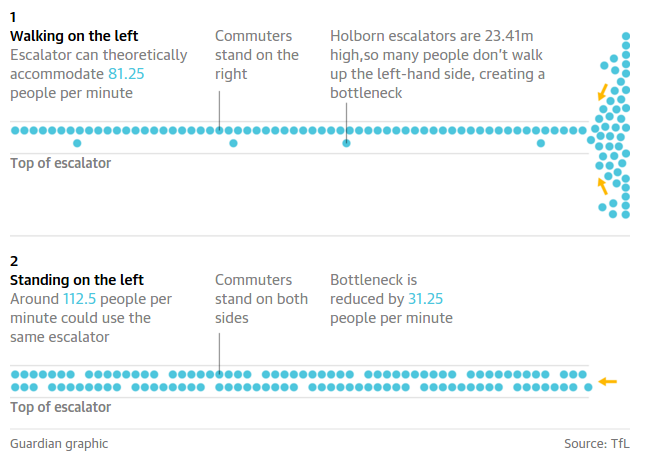 1
Walking on the left
Escalator can theoretically
accommodate 81.25
people per minute
Commuters
stand on the
right
Holborn escalators are 23.41m
high,so many people don’t walk
up the left-hand side, creating a
bottleneck
Top of escalator
2
Standing on the left
Around 112.5 people per
minute could use the
same escalator
Commuters
stand on both
sides
Bottleneck is
reduced by 31.25
people per minute
Top of escalator
Guardian graphic
Source: TfL